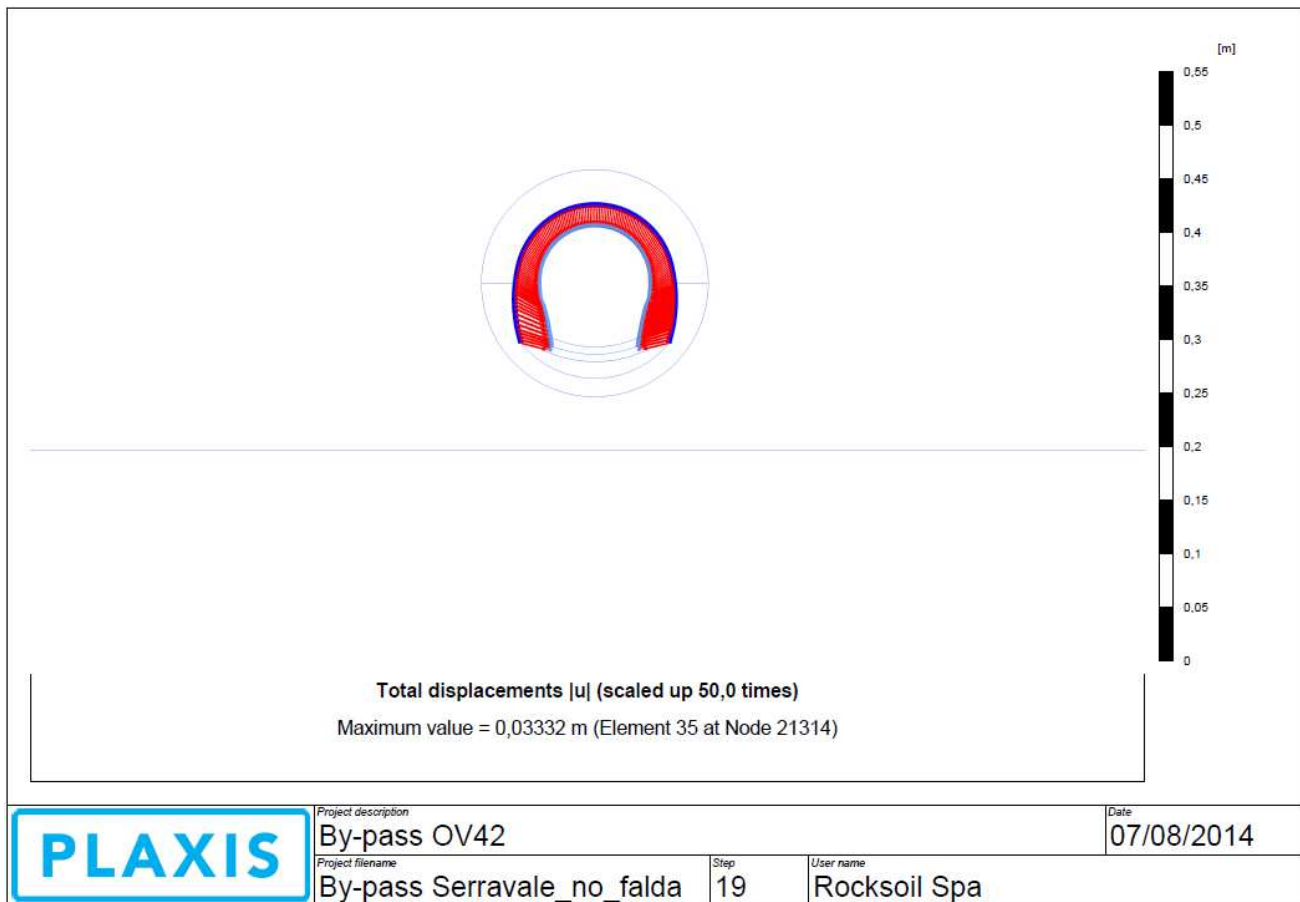 [m]
0,55
0,5
0,45
0,4
0,35
0,3
0,25
0,2
0,15
0,1
0,05
0
Total displacements |u| (scaled up 50,0 times)
Maximum value = 0,03332 m (Element 35 at Node 21314)
PLAXIS
Project description
By-pass OV42
Date
07/08/2014
Project filename
By-pass Serravale_no_falda
Step
19
User name
Rocksoil Spa